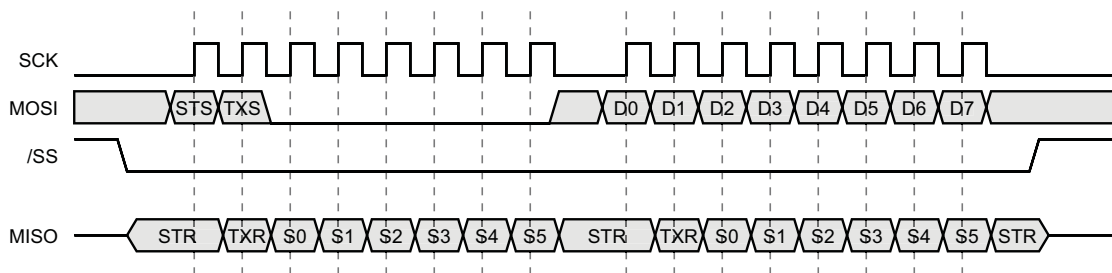 SCK
MOSI STS TXS D0 D1 D2 D3 D4 D5 D6 D7
/SS
MISO STR TXR S0 S1 S2 S3 S4 S5 STR TXR S0 S1 S2 S3 S4 S5 STR